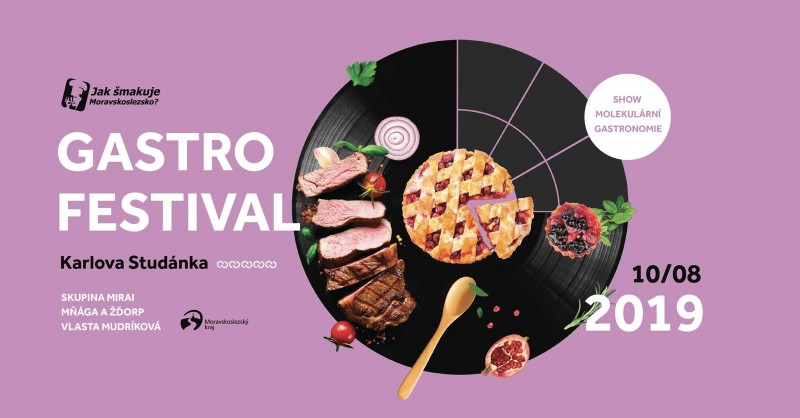 Jak šmakuje
Moravskoslezsko?
GASTRO
FESTIVAL
Karlova Studánka
SKUPINA MIRAI
MŇÁGA A ŽĎORP
VLASTA MUDRÍKOVÁ
Moravskoslezský
kraj
SHOW
MOLEKULÁRNÍ
GASTRONOMIE
10/08
2019